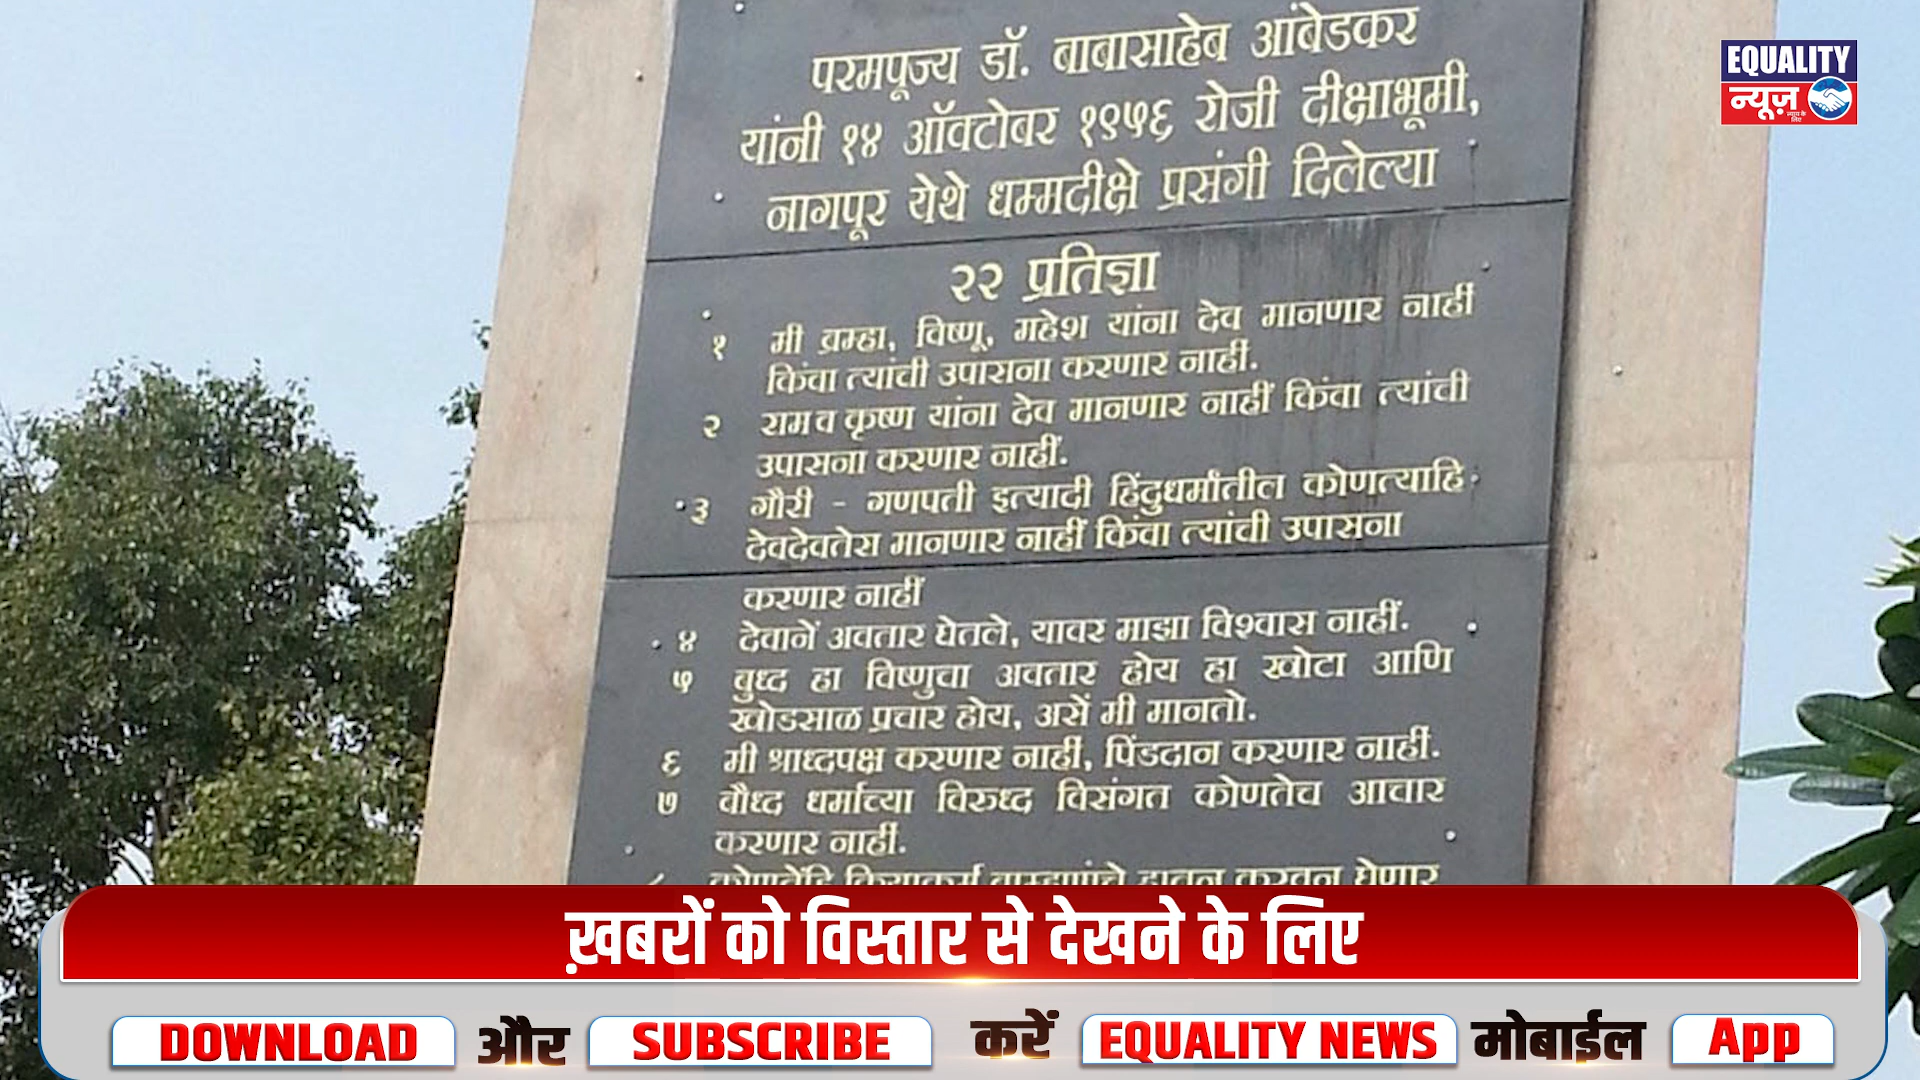 EQUALITY
न्यूज़
परमपूज्य डॉ. बाबासाहेब आंबेडकर
यांनी १४ ऑक्टोबर १९५६ रोजी दीक्षाभूमी,
नागपूर येथे धम्मदीक्षे प्रसंगी दिलेल्या
२२ प्रतिज्ञा
१ मी ब्रम्हा, विष्णू, महेश यांना देव मानणार नाहीं
किंवा त्यांची उपासना करणार नाहीं.
२ राम व कृष्ण यांना देव मानणार नाहीं किंवा त्यांची
उपासना करणार नाहीं.
३ गौरी - गणपती इत्यादी हिंदुधर्मांतील कोणत्याहि
देवदेवतेस मानणार नाहीं किंवा त्यांची उपासना
करणार नाहीं
४ देवानें अवतार घेतले, यावर माझा विश्वास नाहीं.
५ बुध्द हा विष्णुचा अवतार होय हा खोटा आणि
खोडसाळ प्रचार होय, असें मी मानतो.
६ मी श्राध्दपक्ष करणार नाहीं, पिंडदान करणार नाहीं.
७ बौध्द धर्माच्या विरुध्द विसंगत कोणतेच आचार
करणार नाहीं.
ख़बरों को विस्तार से देखने के लिए
DOWNLOAD और SUBSCRIBE करें EQUALITY NEWS मोबाईल App